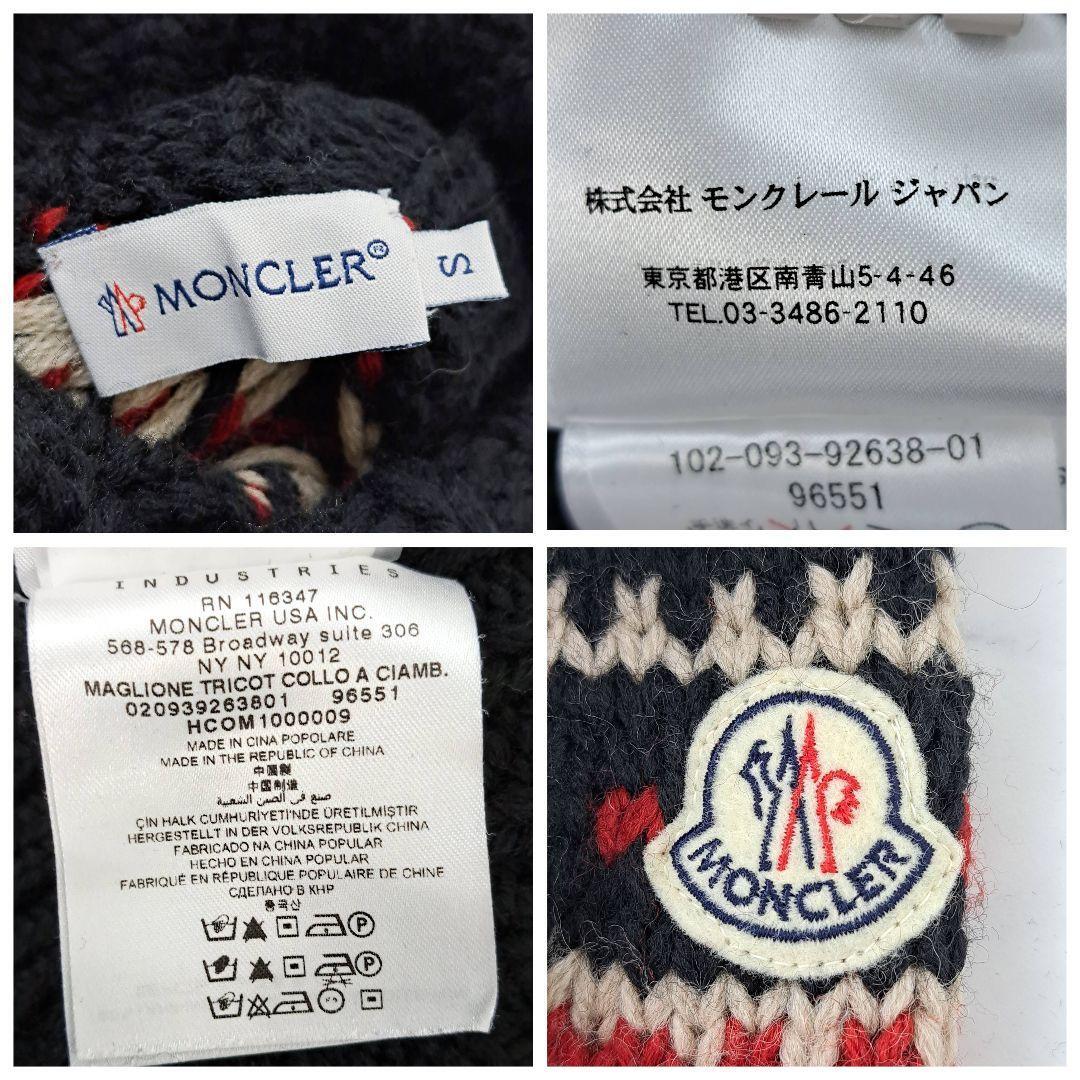 MONCLER®
S
株式会社 モンクレール ジャパン
東京都港区南青山5-4-46
TEL.03-3486-2110
102-093-92638-01
96551
INDUSTRIES
RN 116347
MONCLER USA INC.
568-578 Broadway suite 306
NY NY 10012
MAGLIONE TRICOT COLLO A CIAMB.
020939263801 96551
HCOM1000009
MADE IN CINA POPOLARE
MADE IN THE REPUBLIC OF CHINA
中國製
中国制造
صنع في الصين الشعبية
ÇIN HALK CUMHURIYETI'NDE ÜRETILMIŞTIR
HERGESTELLT IN DER VOLKSREPUBLIK CHINA
FABRICADO NA CHINA POPULAR
HECHO EN CHINA POPULAR
FABRIQUÉ EN RÉPUBLIQUE POPULAIRE DE CHINE
СДЕЛАНО В КНР
중국산
MONCLER